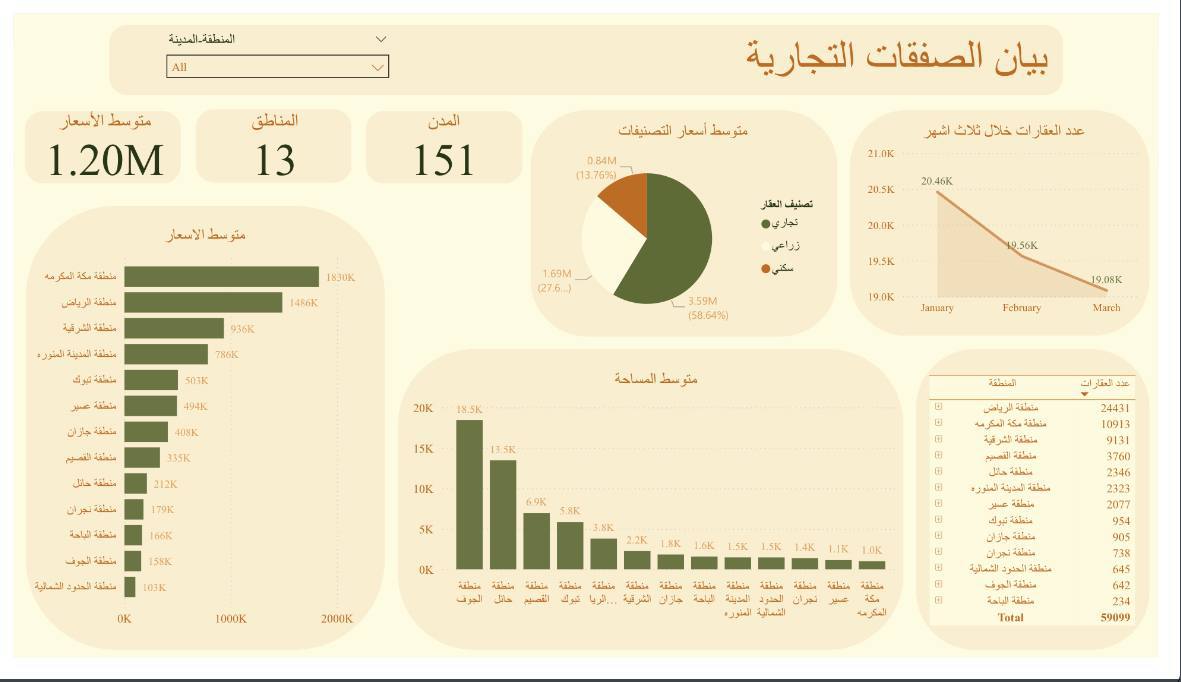 بيان الصفقات التجارية
المنطقة-المدينة
All
عدد العقارات خلال ثلاث اشهر
21.0K
20.5K
20.0K
19.5K
19.0K
20.46K
19.56K
19.08K
January February March
متوسط أسعار التصنيفات
0.84M
(13.76%)
1.69M
(27.6...)
3.59M
(58.64%)
تصنيف العقار
تجاري
زراعي
سكني
المدن
151
المناطق
13
متوسط الأسعار
1.20M
متوسط الاسعار
منطقة مكة المكرمه 1830K
منطقة الرياض 1486K
منطقة الشرقية 936K
منطقة المدينة المنوره 786K
منطقة تبوك 503K
منطقة عسير 494K
منطقة جازان 408K
منطقة القصيم 335K
منطقة حائل 212K
منطقة نجران 179K
منطقة الباحة 166K
منطقة الجوف 158K
منطقة الحدود الشمالية 103K
0K 1000K 2000K
متوسط المساحة
20K
15K
10K
5K
0K
18.5K 13.5K 6.9K 5.8K 3.8K 2.2K 1.8K 1.6K 1.5K 1.5K 1.4K 1.1K 1.0K
منطقة الجوف
منطقة حائل
منطقة القصيم
منطقة تبوك
منطقة الريا...
منطقة الشرقية
منطقة جازان
منطقة الباحة
منطقة المدينة المنوره
منطقة الحدود الشمالية
منطقة نجران
منطقة عسير
منطقة مكة المكرمه
عدد العقارات المنطقة
منطقة الرياض 24431
منطقة مكة المكرمه 10913
منطقة الشرقية 9131
منطقة القصيم 3760
منطقة حائل 2346
منطقة المدينة المنوره 2323
منطقة عسير 2077
منطقة تبوك 954
منطقة جازان 905
منطقة نجران 738
منطقة الحدود الشمالية 645
منطقة الجوف 642
منطقة الباحة 234
Total 59099